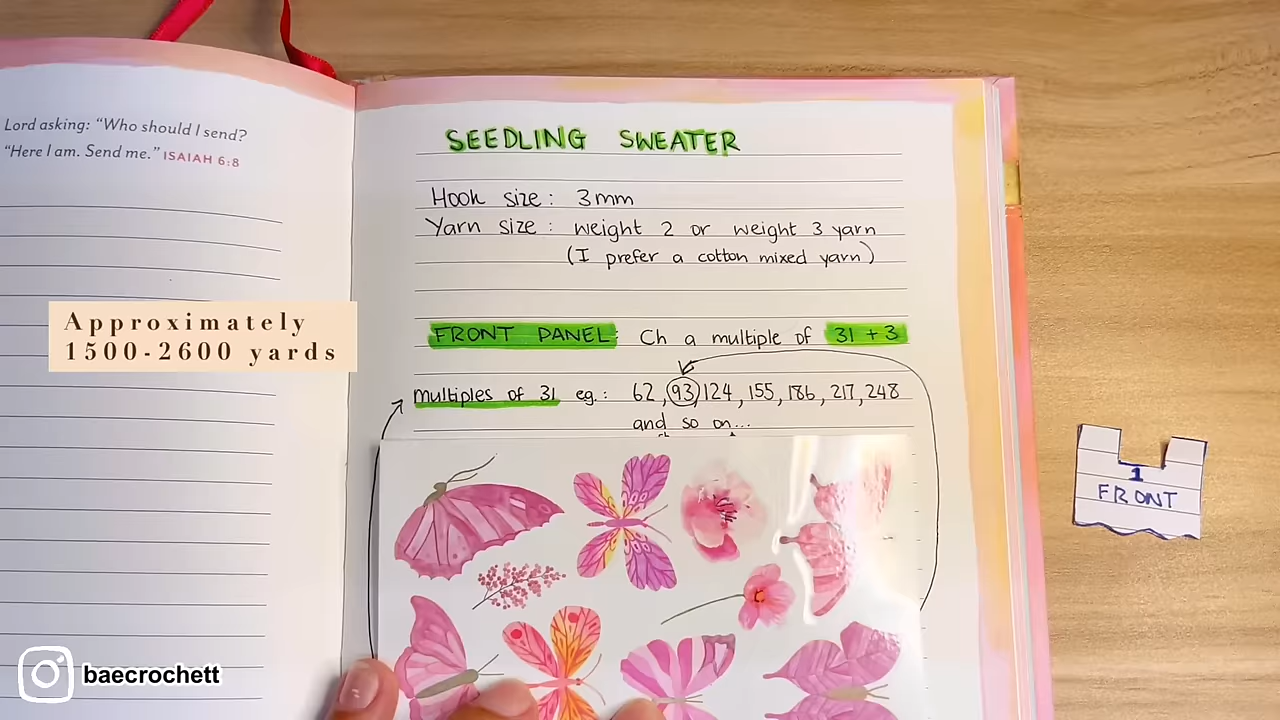 Lord asking: "Who should I send?
"Here I am. Send me." ISAIAH 6:8
SEEDLING SWEATER
Hook size: 3mm
Yarn size: weight 2 or weight 3 yarn
(I prefer a cotton mixed yarn)
Approximately
1500-2600 yards
FRONT PANEL: Ch a multiple of 31 + 3
multiples of 31 eg.: 62, 93, 124, 155, 186, 217, 248
and so on...
1
FRONT
baecrochett